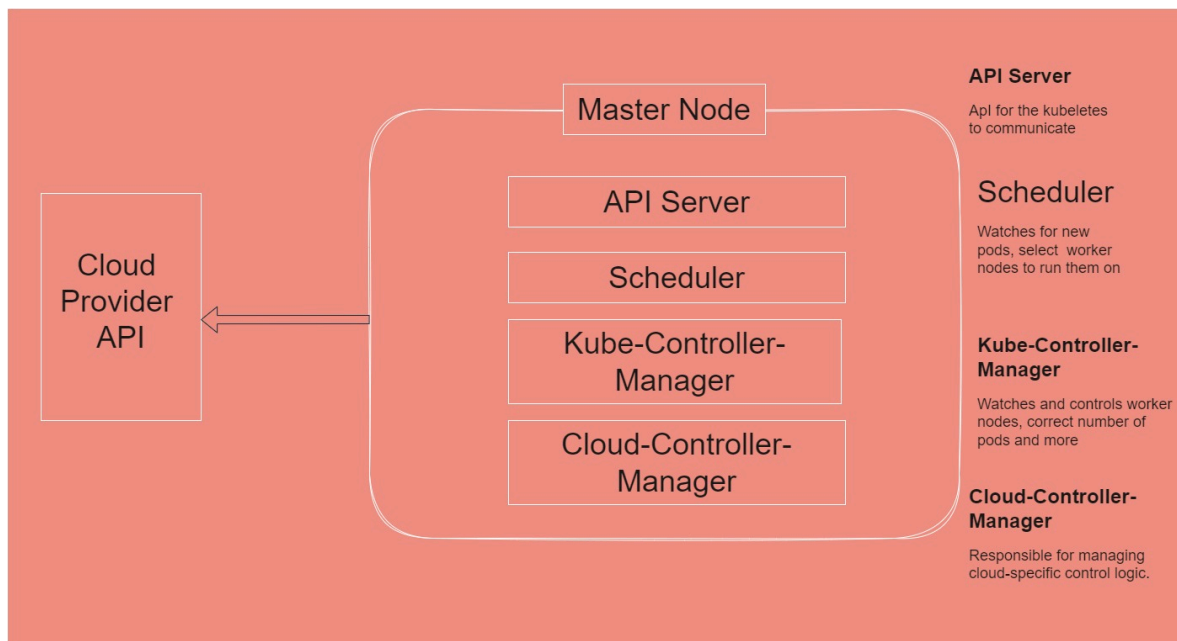 Cloud
Provider
API
Master Node
API Server
Scheduler
Kube-Controller-
Manager
Cloud-Controller-
Manager
API Server
ApI for the kubeletes
to communicate
Scheduler
Watches for new
pods, select worker
nodes to run them on
Kube-Controller-
Manager
Watches and controls worker
nodes, correct number of
pods and more
Cloud-Controller-
Manager
Responsible for managing
cloud-specific control logic.